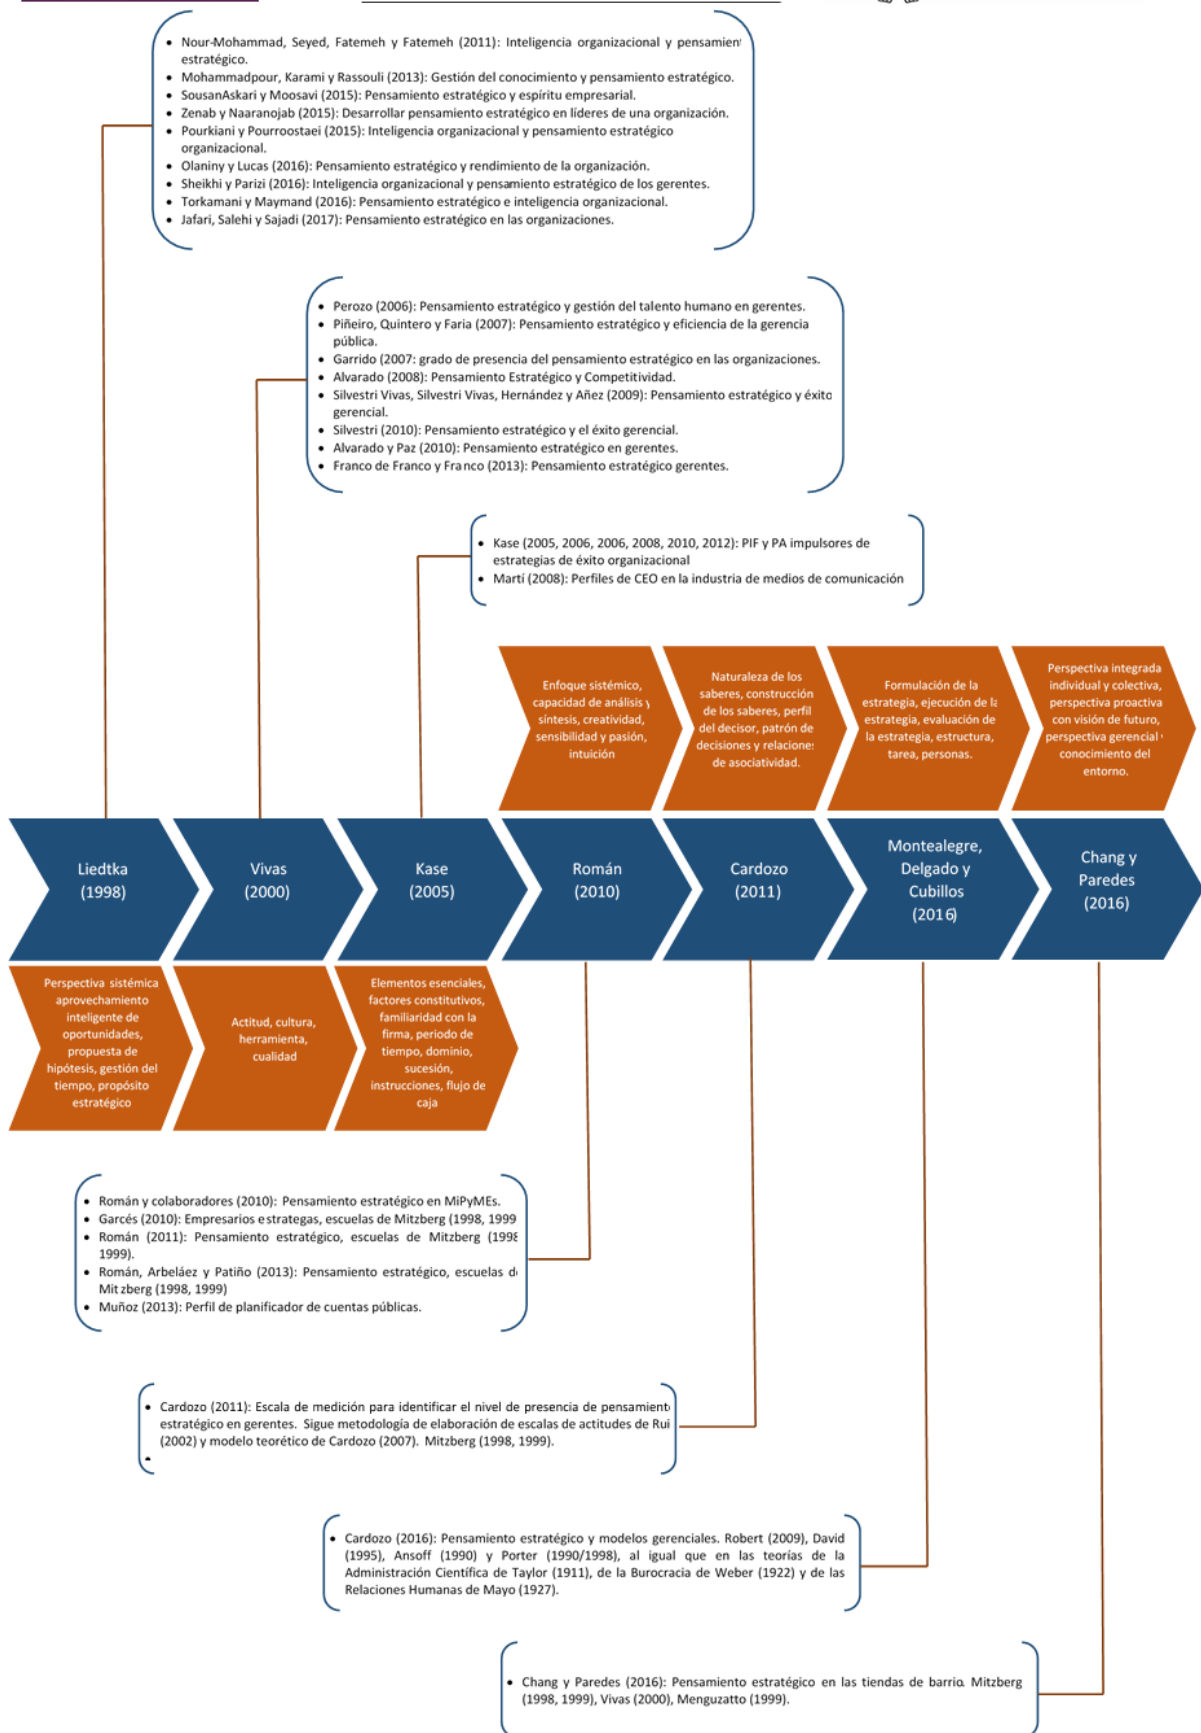 • Nour-Mohammad, Seyed, Fatemeh y Fatemeh (2011): Inteligencia organizacional y pensamien
estratégico.
• Mohammadpour, Karami y Rassouli (2013): Gestión del conocimiento y pensamiento estratégico.
• SousanAskari y Moosavi (2015): Pensamiento estratégico y espíritu empresarial.
• Zenab y Naaranojab (2015): Desarrollar pensamiento estratégico en líderes de una organización.
• Pourkiani y Pourroostaei (2015): Inteligencia organizacional y pensamiento estratégico
organizacional.
• Olaniny y Lucas (2016): Pensamiento estratégico y rendimiento de la organización.
• Sheikhi y Parizi (2016): Inteligencia organizacional y pensamiento estratégico de los gerentes.
• Torkamani y Maymand (2016): Pensamiento estratégico e inteligencia organizacional.
• Jafari, Salehi y Sajadi (2017): Pensamiento estratégico en las organizaciones.
• Perozo (2006): Pensamiento estratégico y gestión del talento humano en gerentes.
• Piñeiro, Quintero y Faria (2007): Pensamiento estratégico y eficiencia de la gerencia
pública.
• Garrido (2007: grado de presencia del pensamiento estratégico en las organizaciones.
• Alvarado (2008): Pensamiento Estratégico y Competitividad.
• Silvestri Vivas, Silvestri Vivas, Hernández y Añez (2009): Pensamiento estratégico y éxito
gerencial.
• Silvestri (2010): Pensamiento estratégico y el éxito gerencial.
• Alvarado y Paz (2010): Pensamiento estratégico en gerentes.
• Franco de Franco y Franco (2013): Pensamiento estratégico gerentes.
• Kase (2005, 2006, 2006, 2008, 2010, 2012): PIF y PA impulsores de
estrategias de éxito organizacional
• Martí (2008): Perfiles de CEO en la industria de medios de comunicación
Enfoque sistémico,
capacidad de análisis y
síntesis, creatividad,
sensibilidad y pasión,
intuición
Naturaleza de los
saberes, construcción
de los saberes, perfil
del decisor, patrón de
decisiones y relaciones
de asociatividad.
Formulación de la
estrategia, ejecución de la
estrategia, evaluación de
la estrategia, estructura,
tarea, personas.
Perspectiva integrada
individual y colectiva,
perspectiva proactiva
con visión de futuro,
perspectiva gerencial y
conocimiento del
entorno.
Liedtka
(1998)
Vivas
(2000)
Kase
(2005)
Román
(2010)
Cardozo
(2011)
Montealegre,
Delgado y
Cubillos
(2016)
Chang y
Paredes
(2016)
Perspectiva sistémica
aprovechamiento
inteligente de
oportunidades,
propuesta de
hipótesis, gestión del
tiempo, propósito
estratégico
Actitud, cultura,
herramienta,
cualidad
Elementos esenciales,
factores constitutivos,
familiaridad con la
firma, periodo de
tiempo, dominio,
sucesión,
instrucciones, flujo de
caja
• Román y colaboradores (2010): Pensamiento estratégico en MiPyMEs.
• Garcés (2010): Empresarios estrategas, escuelas de Mitzberg (1998, 1999
• Román (2011): Pensamiento estratégico, escuelas de Mitzberg (1998
1999).
• Román, Arbeláez y Patiño (2013): Pensamiento estratégico, escuelas de
Mitzberg (1998, 1999)
• Muñoz (2013): Perfil de planificador de cuentas públicas.
• Cardozo (2011): Escala de medición para identificar el nivel de presencia de pensamiento
estratégico en gerentes. Sigue metodología de elaboración de escalas de actitudes de Rui
(2002) y modelo teorético de Cardozo (2007). Mitzberg (1998, 1999).
•
• Cardozo (2016): Pensamiento estratégico y modelos gerenciales. Robert (2009), David
(1995), Ansoff (1990) y Porter (1990/1998), al igual que en las teorías de la
Administración Científica de Taylor (1911), de la Burocracia de Weber (1922) y de las
Relaciones Humanas de Mayo (1927).
• Chang y Paredes (2016): Pensamiento estratégico en las tiendas de barrio. Mitzberg
(1998, 1999), Vivas (2000), Menguzatto (1999).